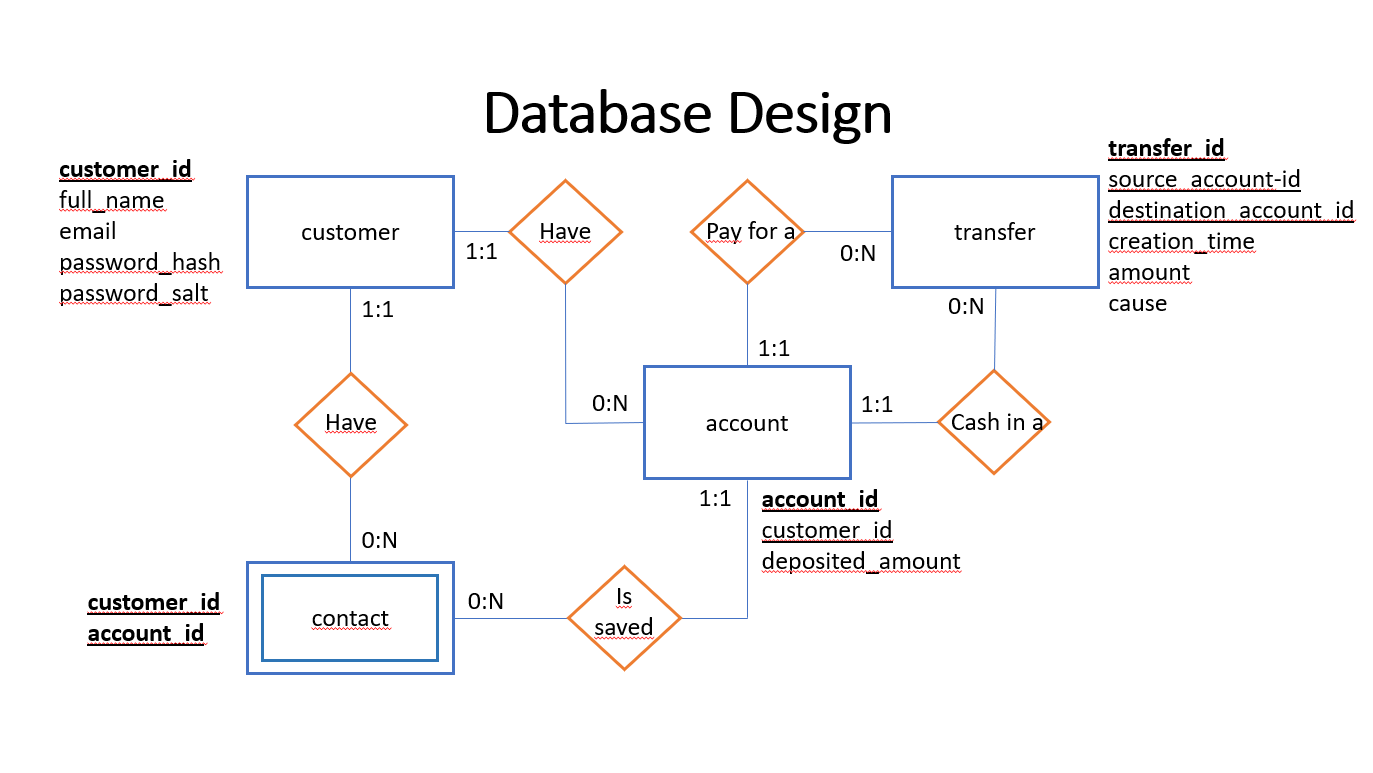 Database Design
customer_id
full_name
email
password_hash
password_salt
customer
1:1
Have
Pay for a
0:N
transfer
transfer_id
source_account-id
destination_account_id
creation_time
amount
cause
1:1
Have
0:N
0:N
1:1
account
1:1
Cash in a
0:N
1:1
account_id
customer_id
deposited_amount
customer_id
account_id
contact
0:N
Is
saved